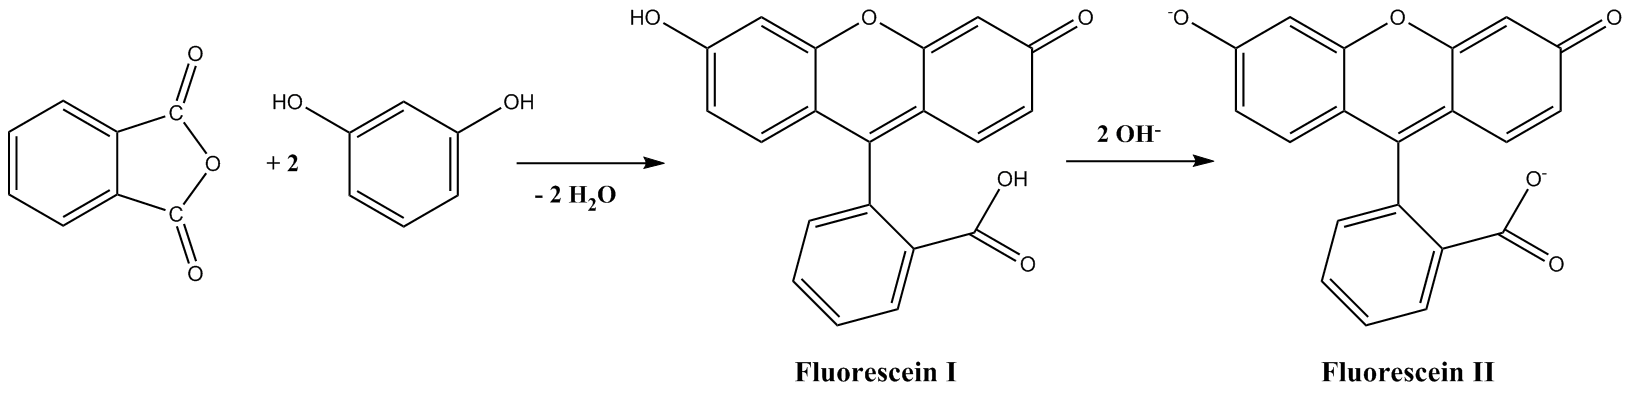 O
C
O
C
O
+ 2
HO
OH
- 2 H₂O
HO
O
O
OH
O
Fluorescein I
2 OH⁻
⁻O
O
O
O⁻
O
Fluorescein II